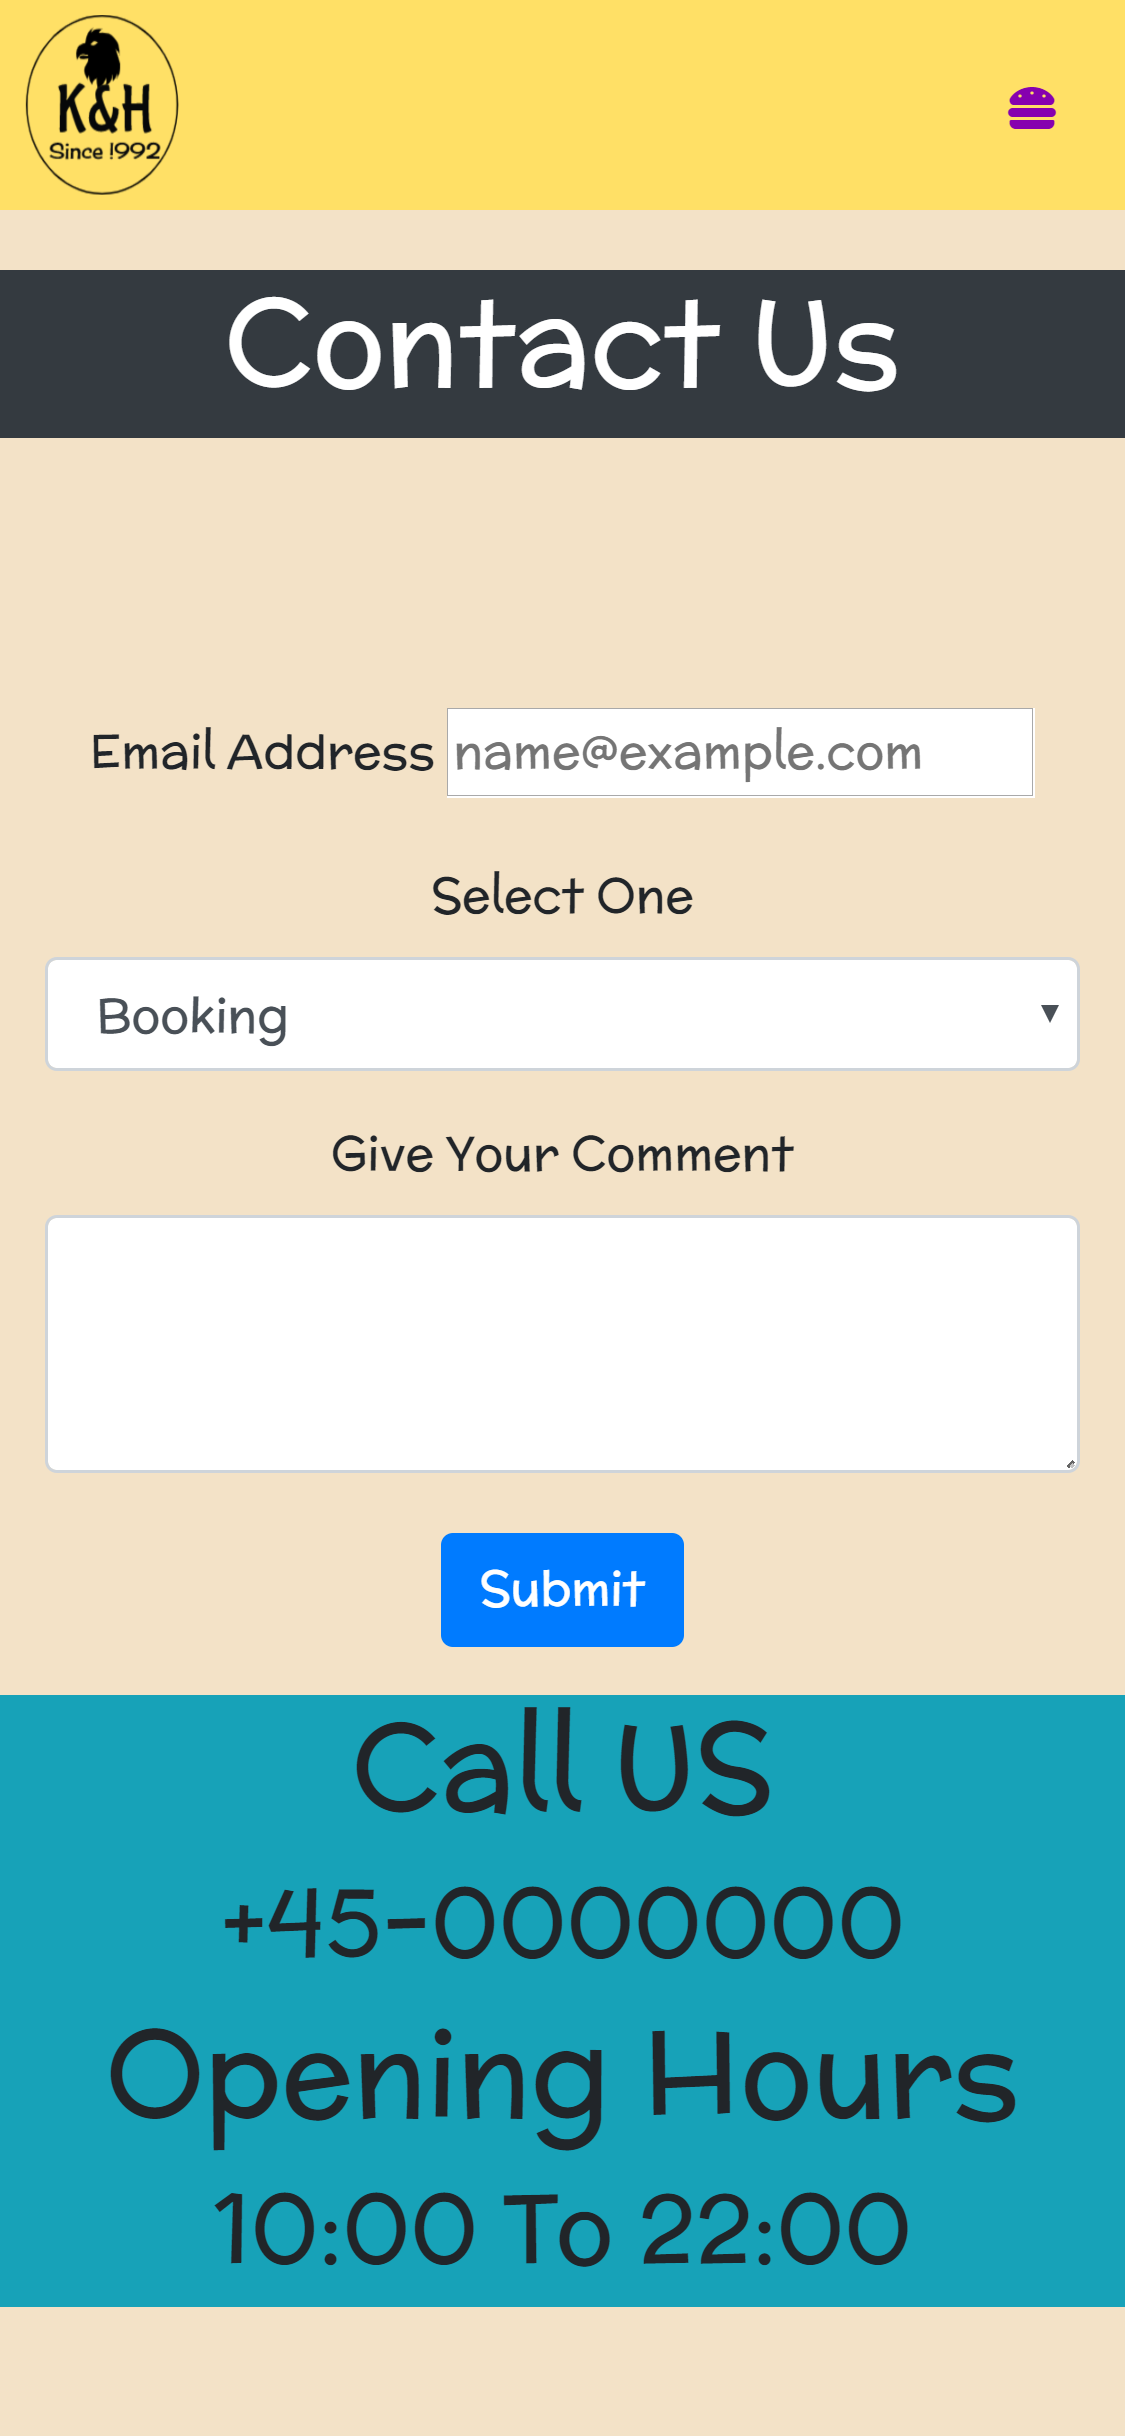 K&H
Since 1992
Contact Us
Email Address name@example.com
Select One
Booking
Give Your Comment
Submit
Call US
+45-0000000
Opening Hours
10:00 To 22:00